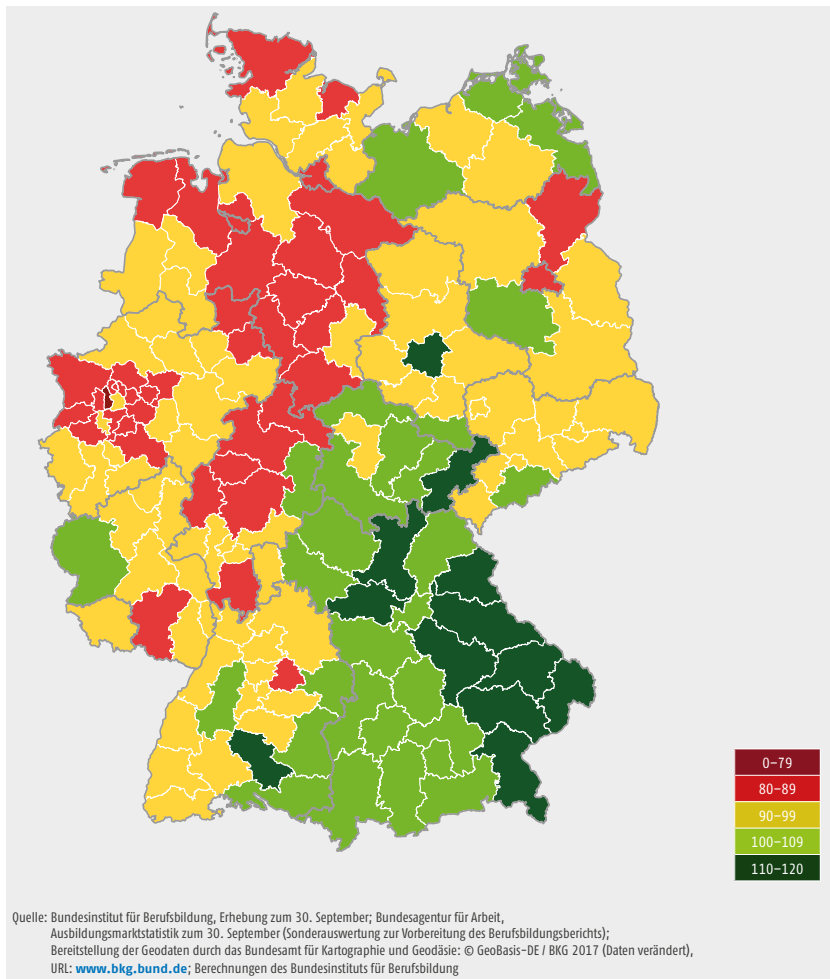 0–79
80–89
90–99
100–109
110–120
Quelle: Bundesinstitut für Berufsbildung, Erhebung zum 30. September; Bundesagentur für Arbeit,
Ausbildungsmarktstatistik zum 30. September (Sonderauswertung zur Vorbereitung des Berufsbildungsberichts);
Bereitstellung der Geodaten durch das Bundesamt für Kartographie und Geodäsie: © GeoBasis-DE / BKG 2017 (Daten verändert),
URL: www.bkg.bund.de; Berechnungen des Bundesinstituts für Berufsbildung